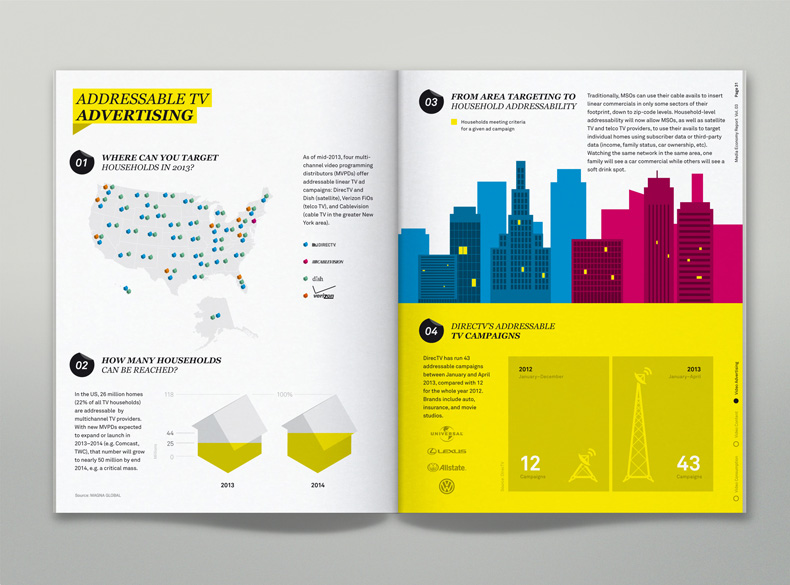 ADDRESSABLE TV
ADVERTISING
01
WHERE CAN YOU TARGET
HOUSEHOLDS IN 2013?
As of mid-2013, four multi-
channel video programming
distributors (MVPDs) offer
addressable linear TV ad
campaigns: DirecTV and
Dish (satellite), Verizon FiOs
(telco TV), and Cablevision
(cable TV in the greater New
York area).
DIRECTV
CABLEVISION
dish
verizon
02
HOW MANY HOUSEHOLDS
CAN BE REACHED?
In the US, 26 million homes
(22% of all TV households)
are addressable by
multichannel TV providers.
With new MVPDs expected
to expand or launch in
2013–2014 (e.g. Comcast,
TWC), that number will grow
to nearly 50 million by end
2014, e.g. a critical mass.
118
100%
44
25
0
Millions
2013
2014
Source: MAGNA GLOBAL
03
FROM AREA TARGETING TO
HOUSEHOLD ADDRESSABILITY
Households meeting criteria
for a given ad campaign
Traditionally, MSOs can use their cable avails to insert
linear commercials in only some sectors of their
footprint, down to zip-code levels. Household-level
addressability will now allow MSOs, as well as satellite
TV and telco TV providers, to use their avails to target
individual homes using subscriber data or third-party
data (income, family status, car ownership, etc).
Watching the same network in the same area, one
family will see a car commercial while others will see a
soft drink spot.
Media Economy Report Vol. 03 Page 31
04
DIRECTV'S ADDRESSABLE
TV CAMPAIGNS
DirecTV has run 43
addressable campaigns
between January and April
2013, compared with 12
for the whole year 2012.
Brands include auto,
insurance, and movie
studios.
UNIVERSAL
LEXUS
Allstate
2012
January–December
12
Campaigns
2013
January–April
43
Campaigns
Source: DirecTV
Video Advertising
Video Content
Video Consumption